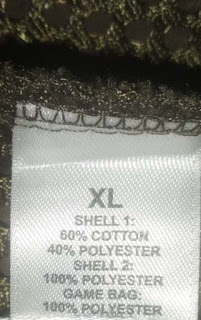 XL
SHELL 1:
60% COTTON
40% POLYESTER
SHELL 2:
100% POLYESTER
GAME BAG:
100% POLYESTER